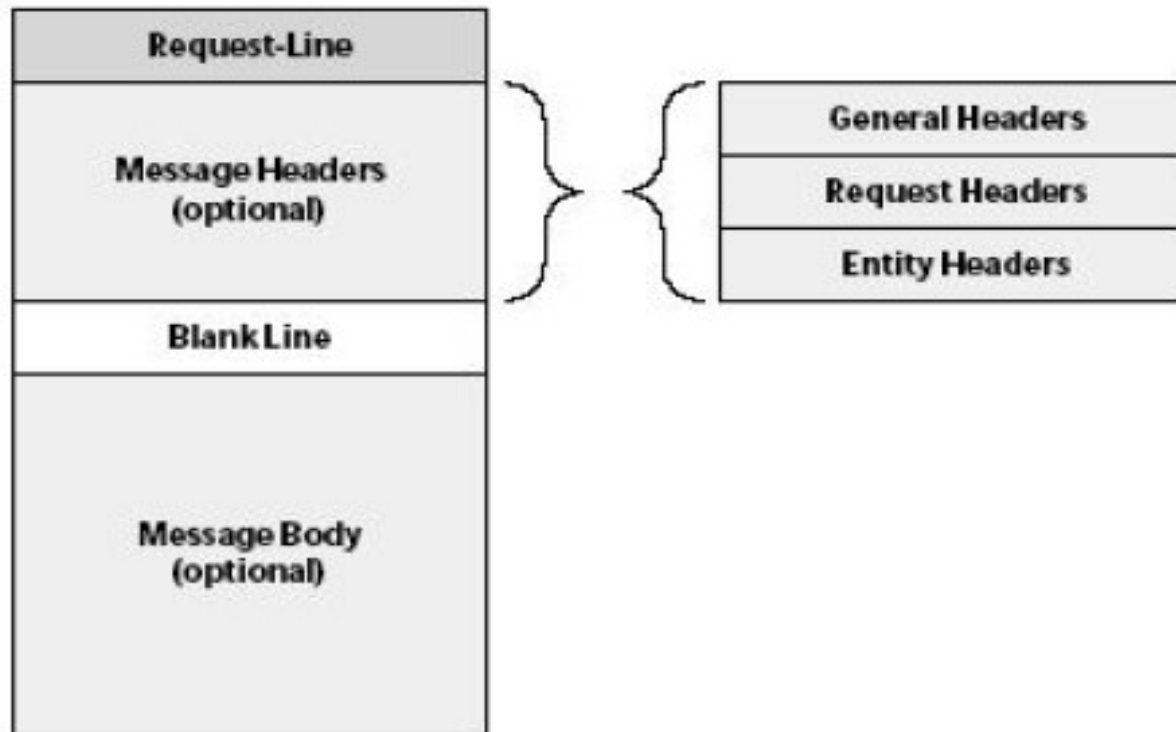 Request-Line
Message Headers
(optional)
General Headers
Request Headers
Entity Headers
Blank Line
Message Body
(optional)